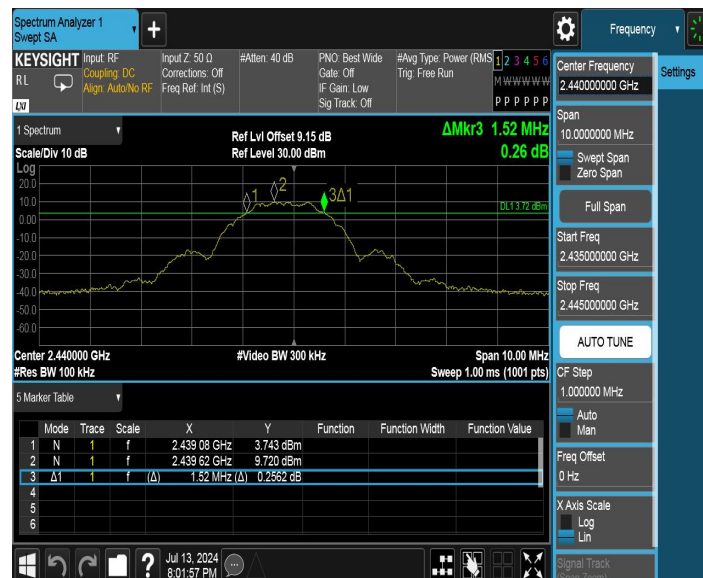 Spectrum Analyzer 1
Swept SA
Frequency
KEYSIGHT
RL
LXI
Input: RF
Coupling: DC
Align: Auto/No RF
Input Z: 50 Ω
Corrections: Off
Freq Ref: Int (S)
#Atten: 40 dB
PNO: Best Wide
Gate: Off
IF Gain: Low
Sig Track: Off
#Avg Type: Power (RMS
Trig: Free Run
1 2 3 4 5 6
M W W W W W
P P P P P P
1 Spectrum
Scale/Div 10 dB
Ref Lvl Offset 9.15 dB
Ref Level 30.00 dBm
ΔMkr3 1.52 MHz
0.26 dB
Log
20.0
10.0
0.00
-10.0
-20.0
-30.0
-40.0
-50.0
-60.0
1
2
3Δ1
DL1 3.72 dBm
Center 2.440000 GHz
#Video BW 300 kHz
Span 10.00 MHz
#Res BW 100 kHz
Sweep 1.00 ms (1001 pts)
5 Marker Table
Mode Trace Scale X Y Function Function Width Function Value
1 N 1 f 2.439 08 GHz 3.743 dBm
2 N 1 f 2.439 62 GHz 9.720 dBm
3 Δ1 1 f (Δ) 1.52 MHz (Δ) 0.2562 dB
4
5
6
Jul 13, 2024
8:01:57 PM
Center Frequency
2.440000000 GHz
Settings
Span
10.0000000 MHz
Swept Span
Zero Span
Full Span
Start Freq
2.435000000 GHz
Stop Freq
2.445000000 GHz
AUTO TUNE
CF Step
1.000000 MHz
Auto
Man
Freq Offset
0 Hz
X Axis Scale
Log
Lin
Signal Track
(Span Zoom)